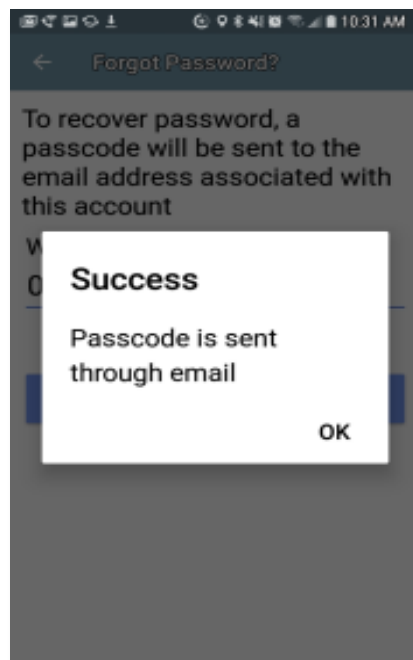 10:31 AM
Forgot Password?
To recover password, a
passcode will be sent to the
email address associated with
this account
W
0
Success
Passcode is sent
through email
OK